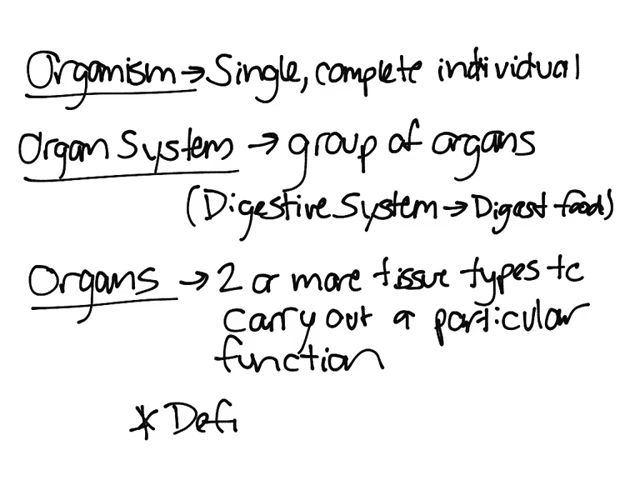 Organism → Single, complete individual
Organ System → group of organs
(Digestive System → Digest food)
Organs → 2 or more tissue types to
carry out a particular
function
* Defi